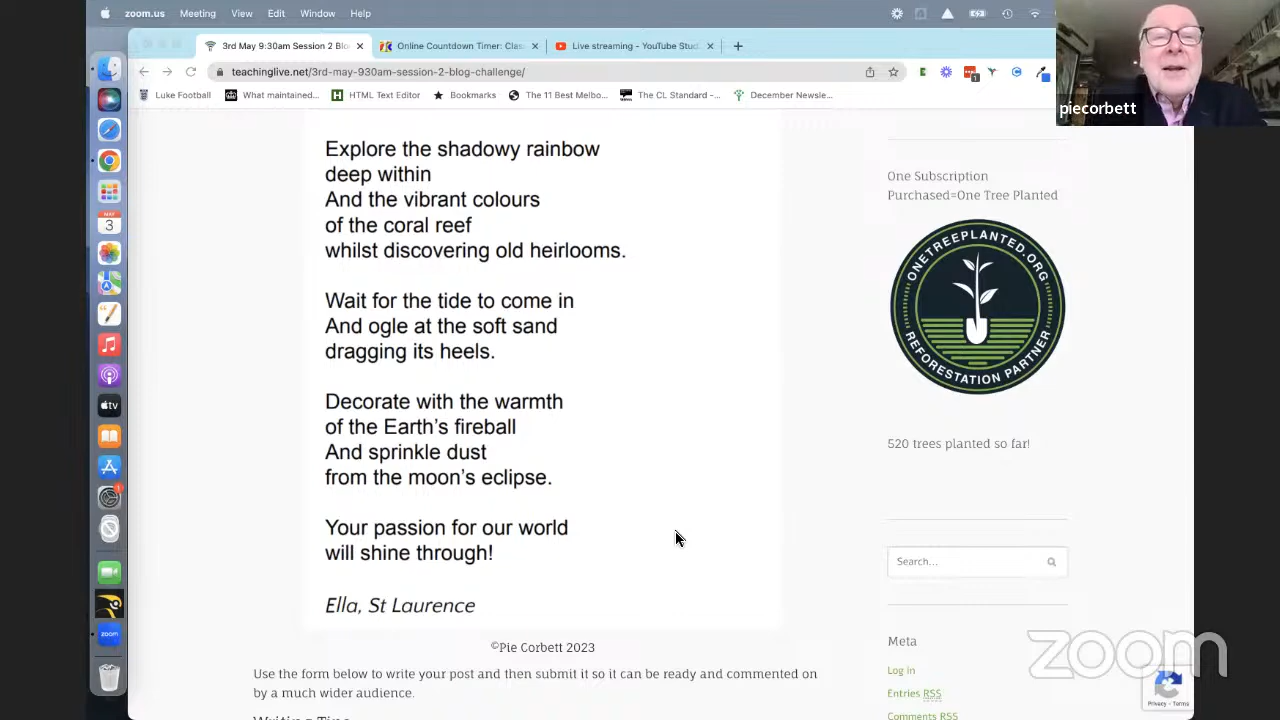 zoom.us Meeting View Edit Window Help
3rd May 9:30am Session 2 Blo
Online Countdown Timer: Clas
Live streaming - YouTube Stud
teachinglive.net/3rd-may-930am-session-2-blog-challenge/
Luke Football
What maintained...
HTML Text Editor
Bookmarks
The 11 Best Melbo...
The CL Standard -...
December Newsle...
piecorbett
MAY
3
tv
1
zoom
Explore the shadowy rainbow
deep within
And the vibrant colours
of the coral reef
whilst discovering old heirlooms.
Wait for the tide to come in
And ogle at the soft sand
dragging its heels.
Decorate with the warmth
of the Earth's fireball
And sprinkle dust
from the moon's eclipse.
Your passion for our world
will shine through!
Ella, St Laurence
©Pie Corbett 2023
Use the form below to write your post and then submit it so it can be ready and commented on
by a much wider audience.
One Subscription
Purchased=One Tree Planted
ONETREEPLANTED.ORG
REFORESTATION PARTNER
520 trees planted so far!
Search...
Meta
Log in
Entries RSS
Comments RSS
zoom
Privacy - Terms